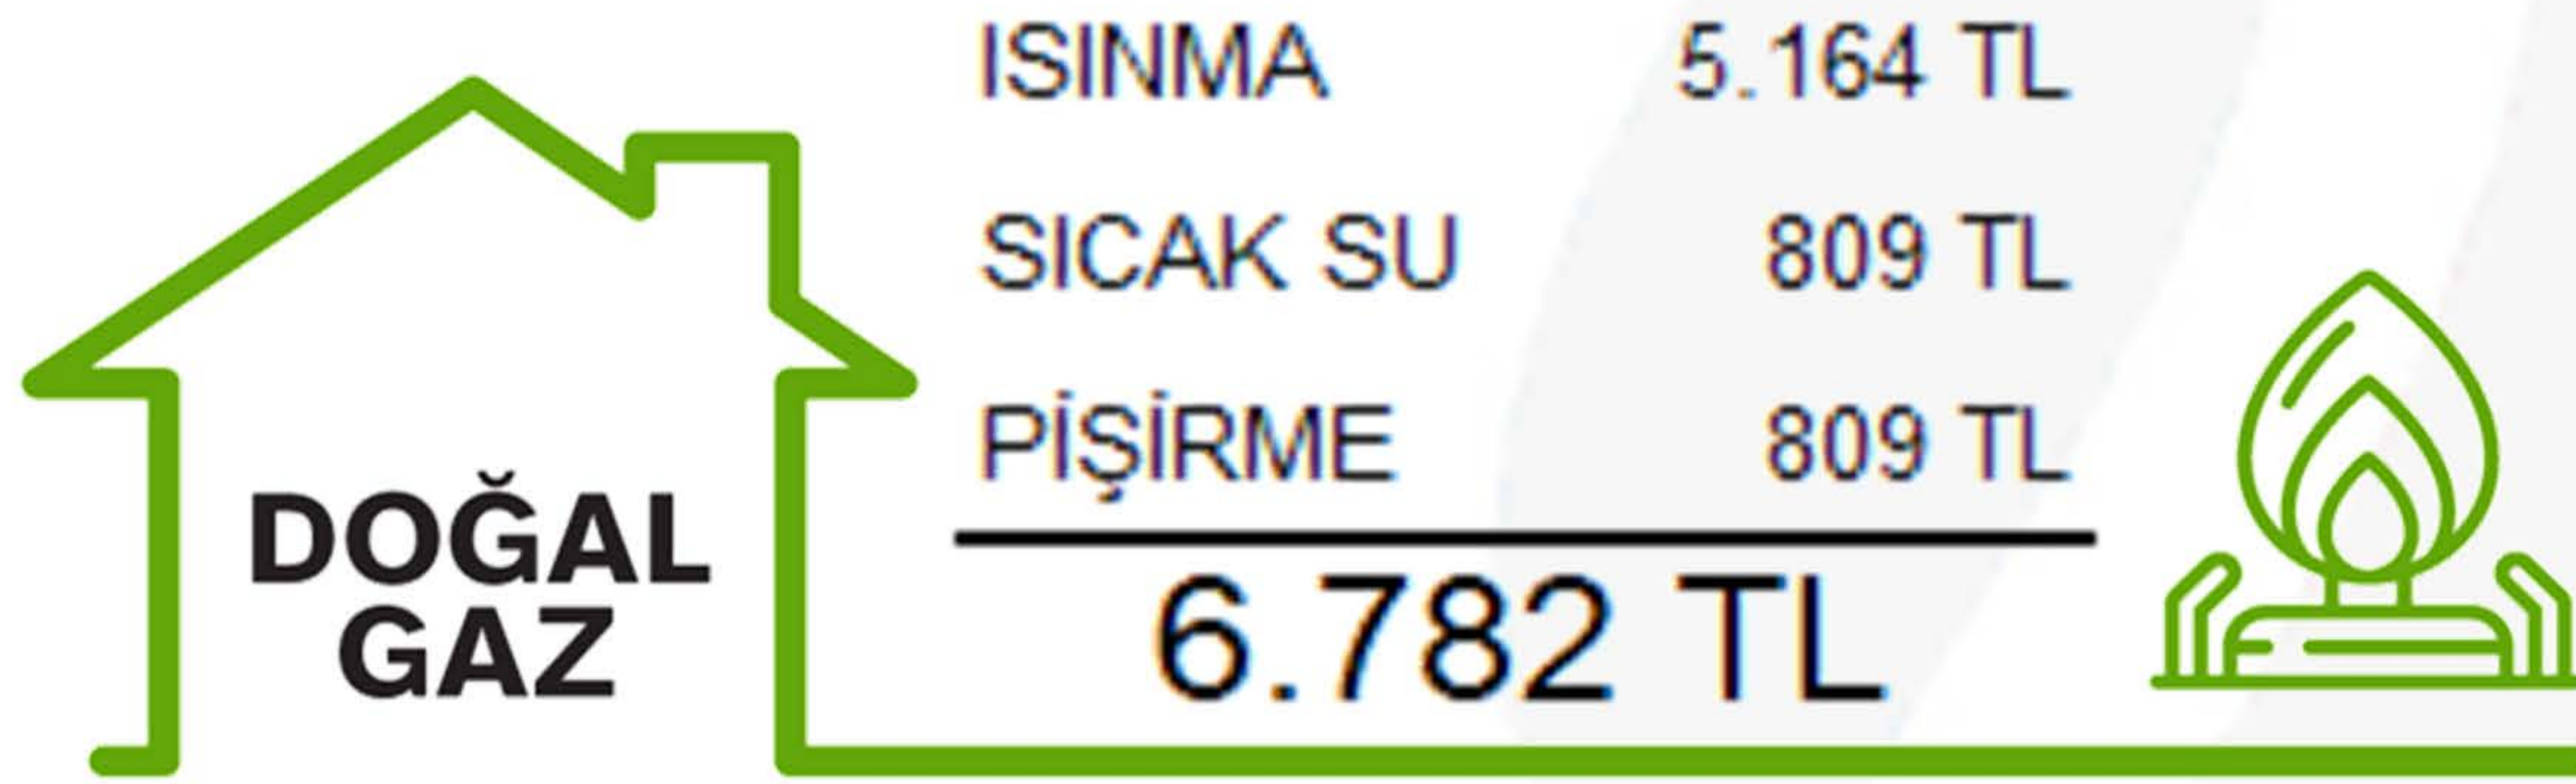 ISINMA 5.164 TL
SICAK SU 809 TL
PİŞİRME 809 TL
6.782 TL
DOĞAL
GAZ